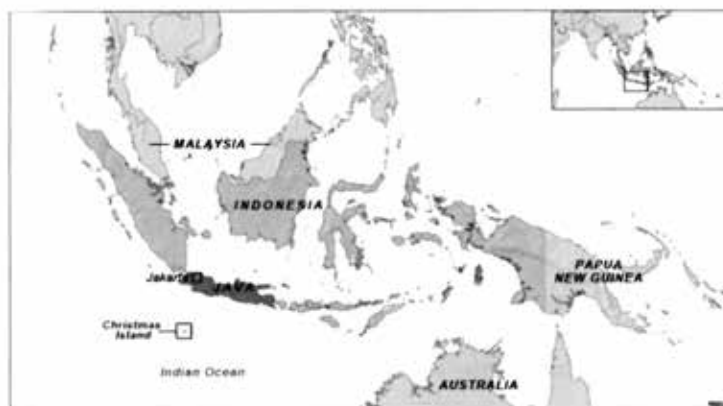 MALAYSIA
INDONESIA
PAPUA
NEW GUINEA
Jakarta
JAVA
Christmas
Island
Indian Ocean
AUSTRALIA